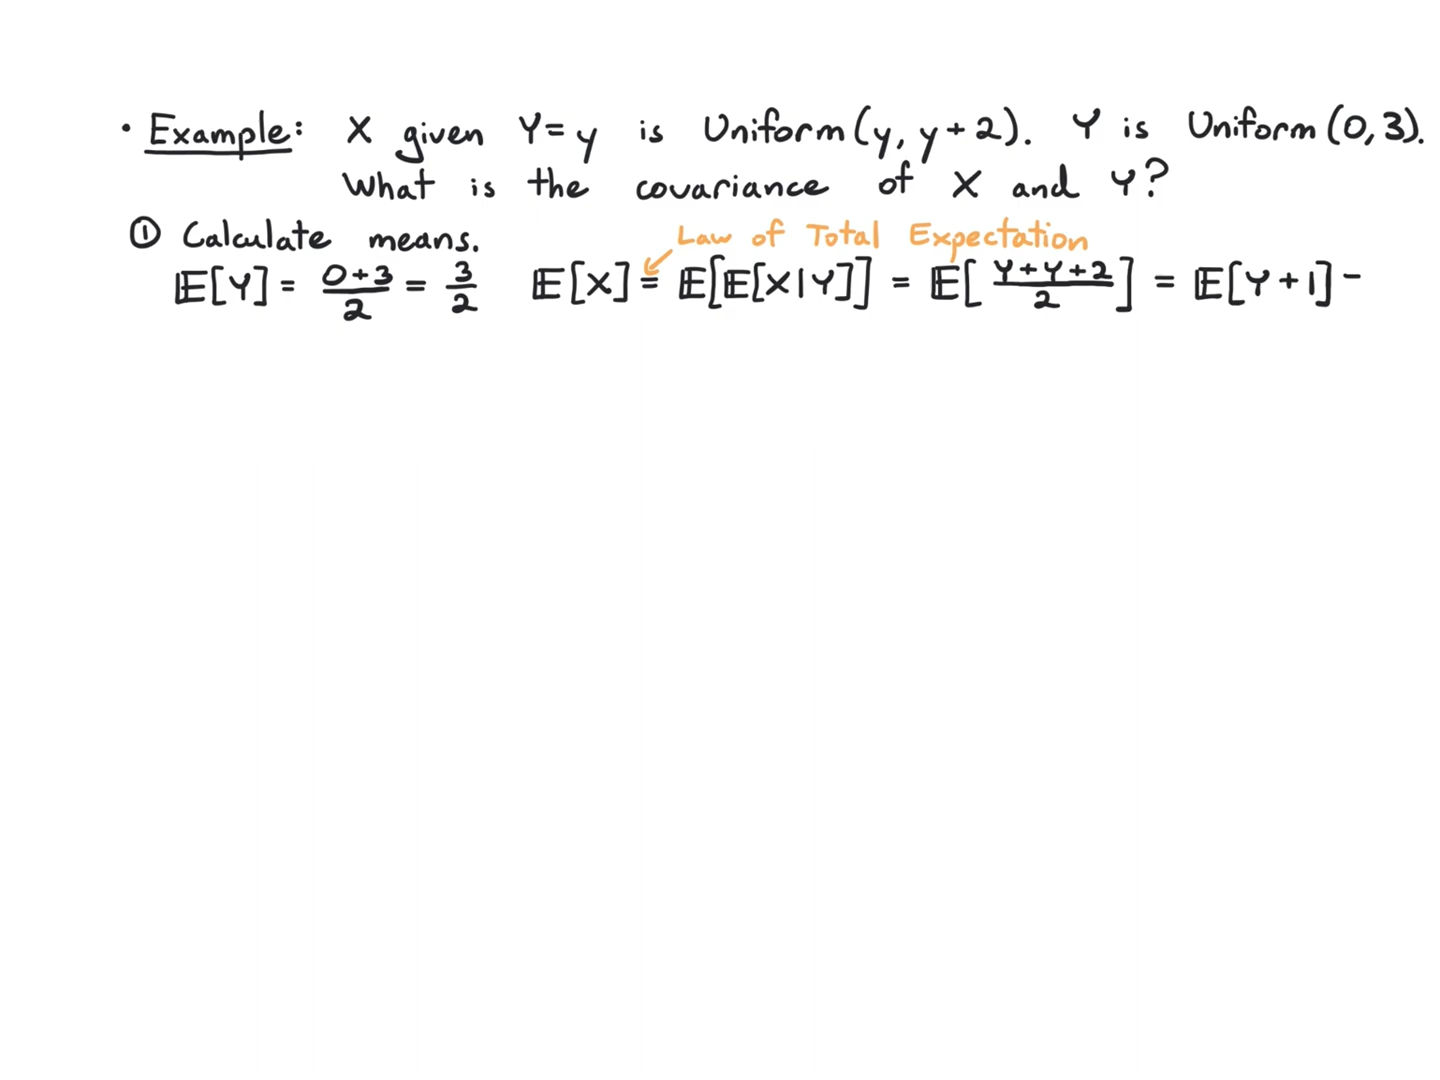 • Example: X given Y=y is Uniform(y, y+2). Y is Uniform(0,3).
What is the covariance of X and Y?
① Calculate means. Law of Total Expectation
𝔼[Y] = (0+3)/2 = 3/2 𝔼[X] = 𝔼[𝔼[X|Y]] = 𝔼[(Y+Y+2)/2] = 𝔼[Y+1] -